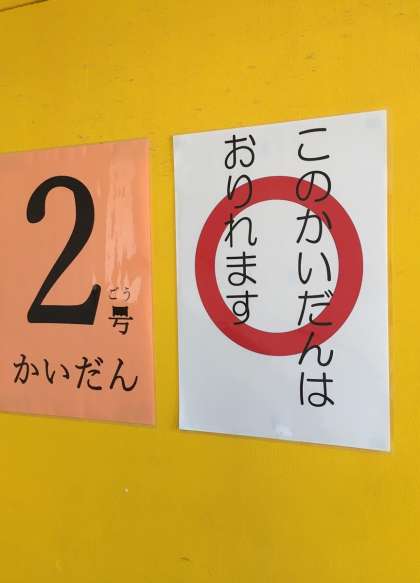 2
ごう
号
かいだん
このかいだんは
おりれます